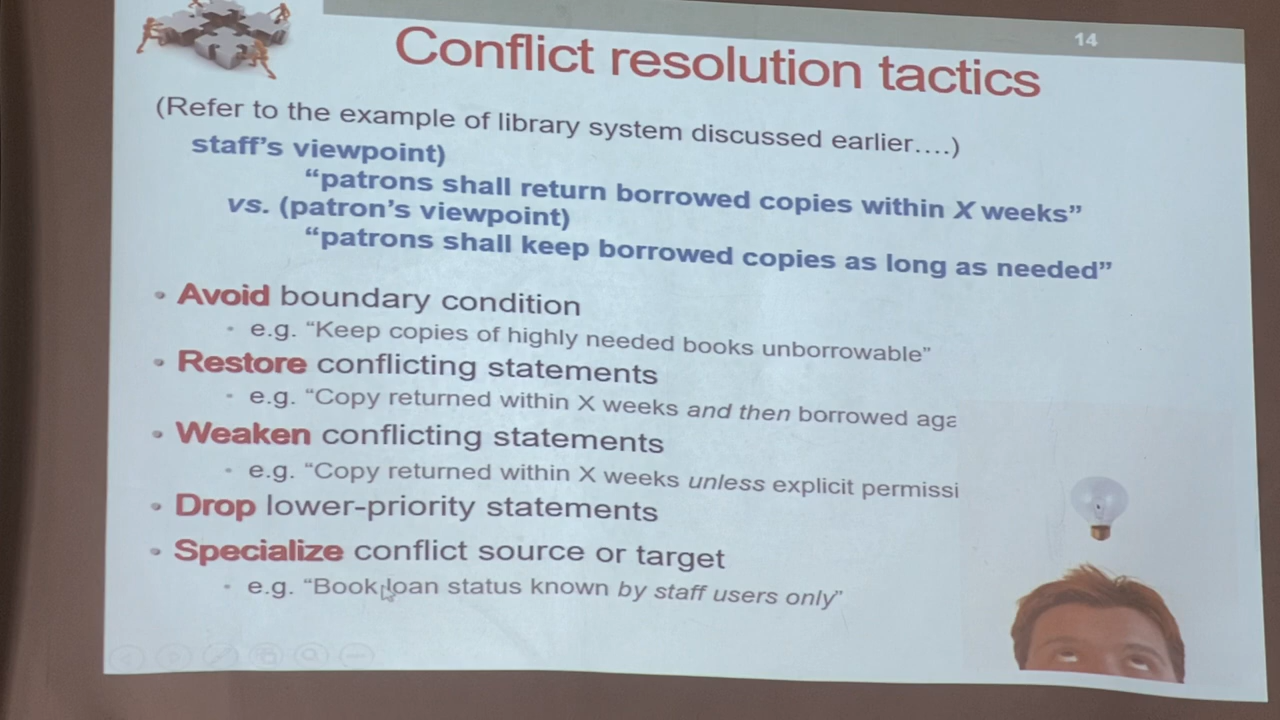 14
Conflict resolution tactics
(Refer to the example of library system discussed earlier….)
staff's viewpoint)
“patrons shall return borrowed copies within X weeks”
vs. (patron's viewpoint)
“patrons shall keep borrowed copies as long as needed”
• Avoid boundary condition
• e.g. “Keep copies of highly needed books unborrowable”
• Restore conflicting statements
• e.g. “Copy returned within X weeks and then borrowed aga
• Weaken conflicting statements
• e.g. “Copy returned within X weeks unless explicit permissi
• Drop lower-priority statements
• Specialize conflict source or target
• e.g. “Book loan status known by staff users only”